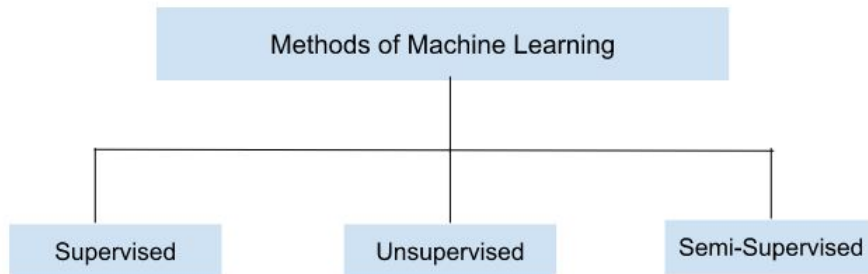 Methods of Machine Learning
Supervised
Unsupervised
Semi-Supervised